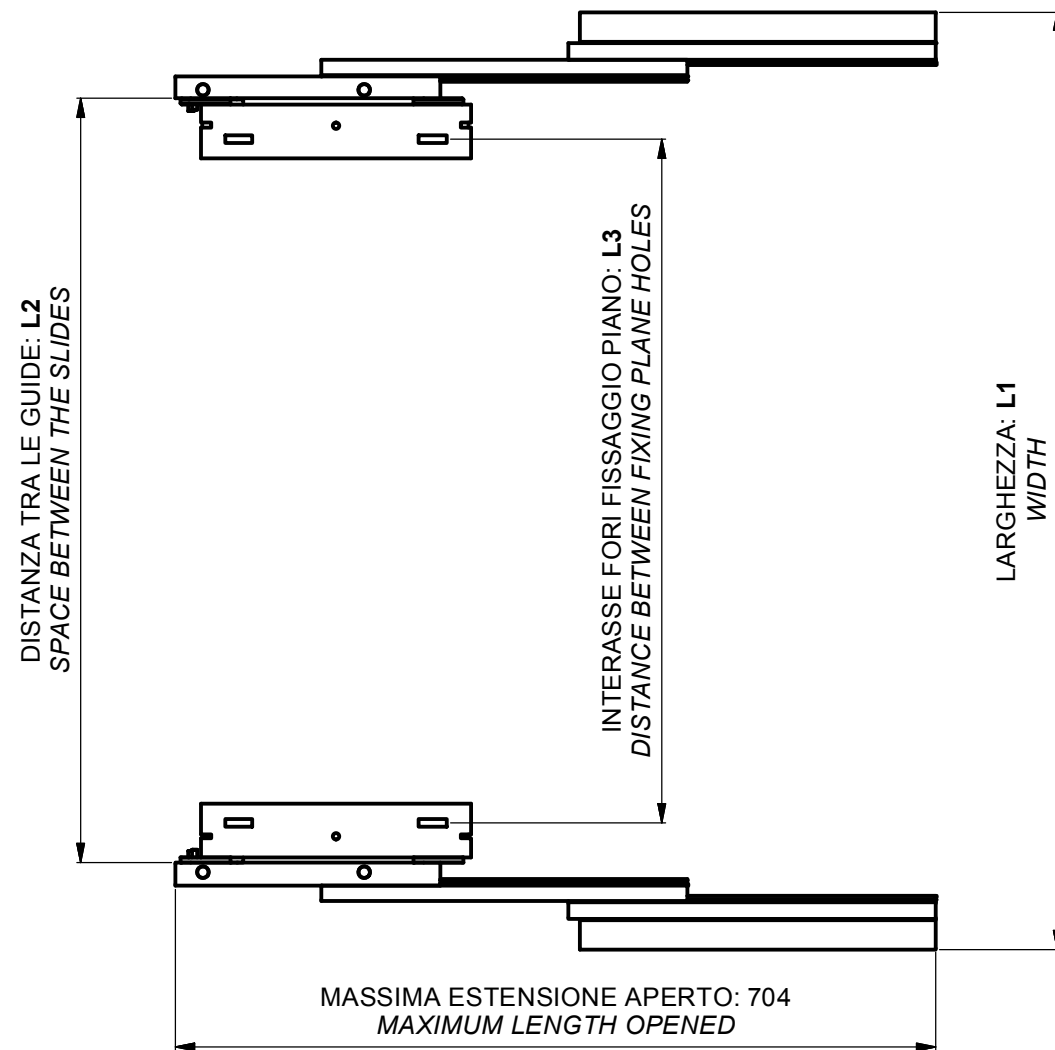 DISTANZA TRA LE GUIDE: L2
SPACE BETWEEN THE SLIDES
INTERASSE FORI FISSAGGIO PIANO: L3
DISTANCE BETWEEN FIXING PLANE HOLES
LARGHEZZA: L1
WIDTH
MASSIMA ESTENSIONE APERTO: 704
MAXIMUM LENGTH OPENED